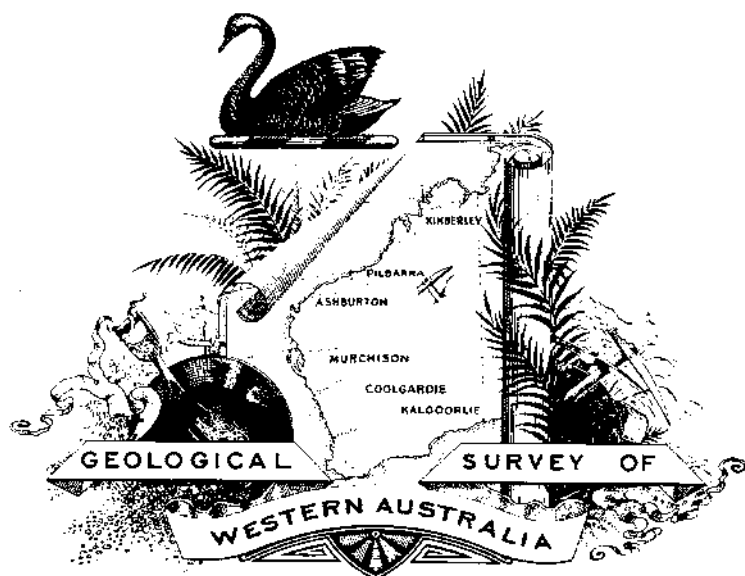 KIMBERLEY
PILBARRA
ASHBURTON
MURCHISON
COOLGARDIE
KALGOORLIE
GEOLOGICAL SURVEY OF
WESTERN AUSTRALIA